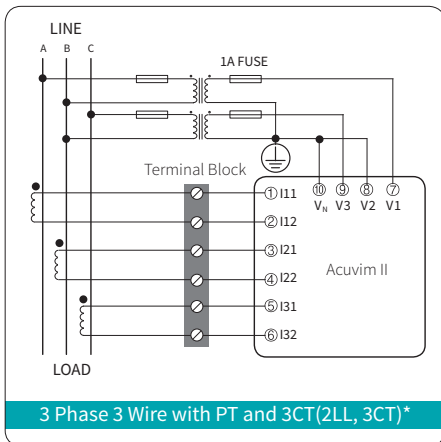 LINE
A B C
1A FUSE
Terminal Block
① I11
② I12
③ I21
④ I22
⑤ I31
⑥ I32
⑩ ⑨ ⑧ ⑦
VN V3 V2 V1
Acuvim II
LOAD
3 Phase 3 Wire with PT and 3CT(2LL, 3CT)*